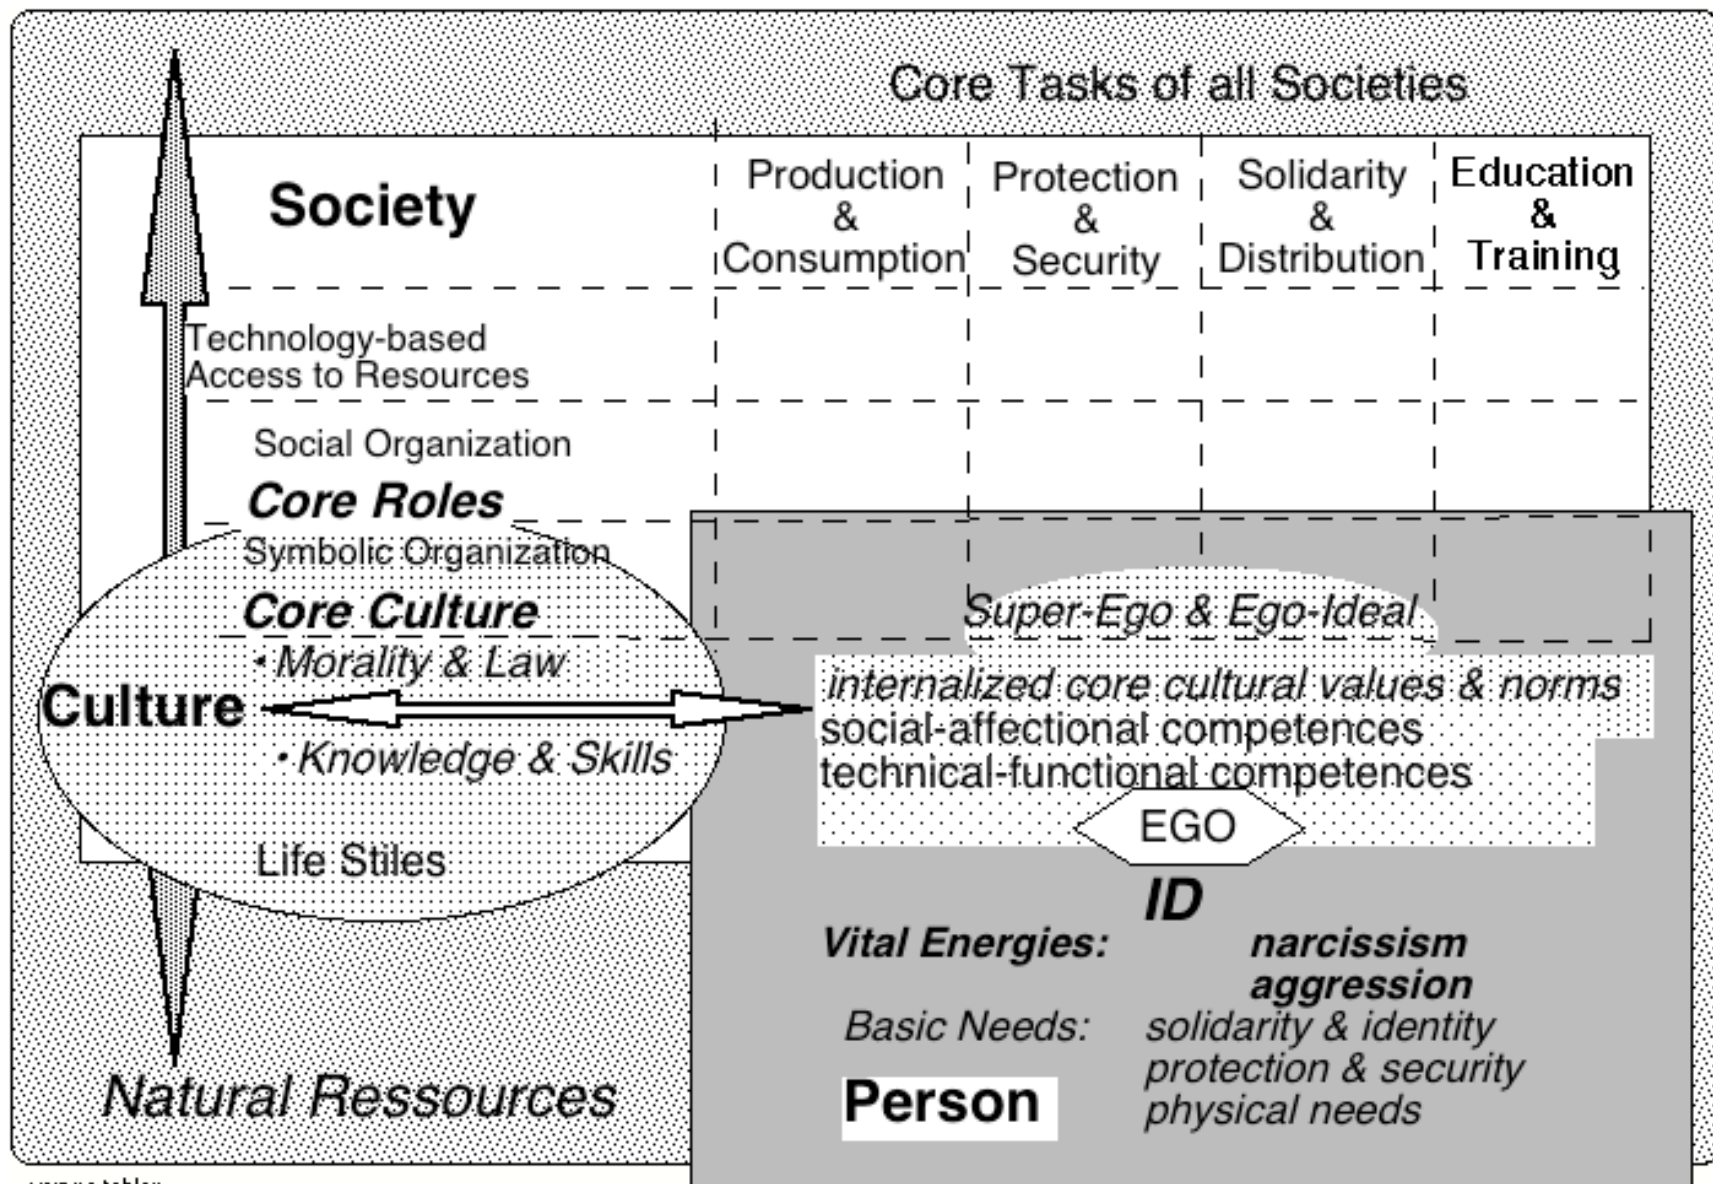 Core Tasks of all Societies
Society
Production
&
Consumption
Protection
&
Security
Solidarity
&
Distribution
Education
&
Training
Technology-based
Access to Resources
Social Organization
Core Roles
Symbolic Organization
Core Culture
• Morality & Law
Culture
• Knowledge & Skills
Life Stiles
Natural Ressources
Super-Ego & Ego-Ideal
internalized core cultural values & norms
social-affectional competences
technical-functional competences
EGO
ID
Vital Energies: narcissism
aggression
Basic Needs: solidarity & identity
protection & security
physical needs
Person